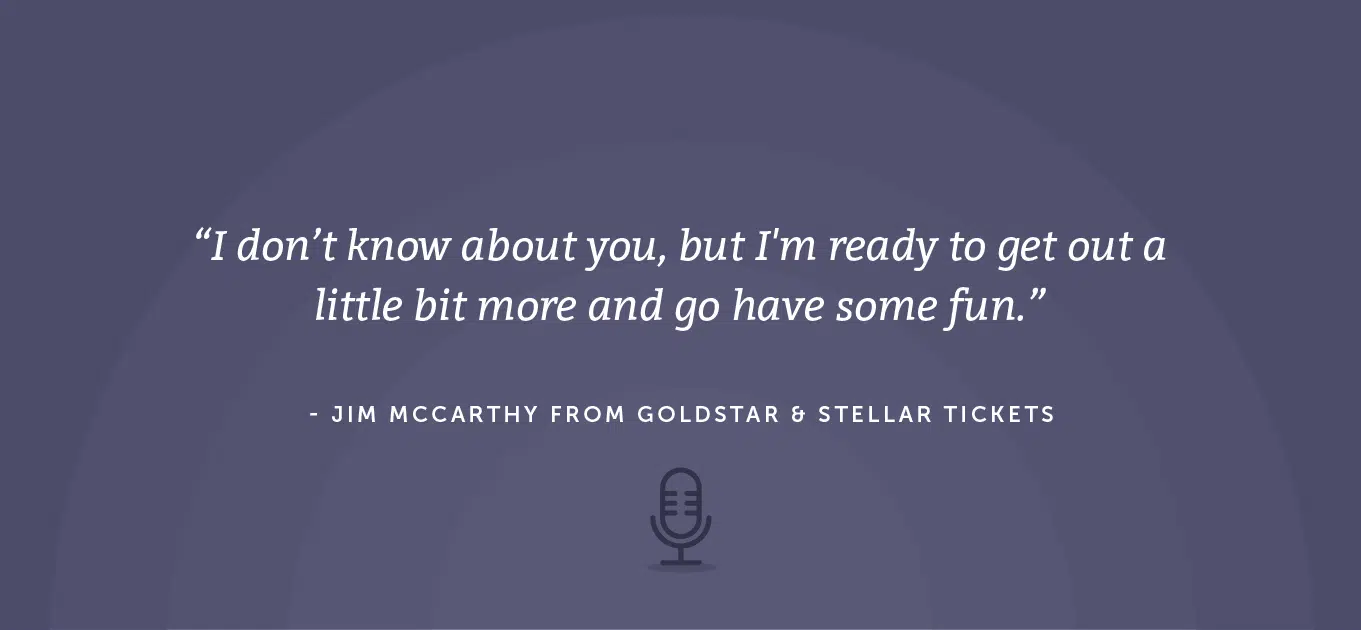 “I don’t know about you, but I'm ready to get out a
little bit more and go have some fun.”
- JIM MCCARTHY FROM GOLDSTAR & STELLAR TICKETS